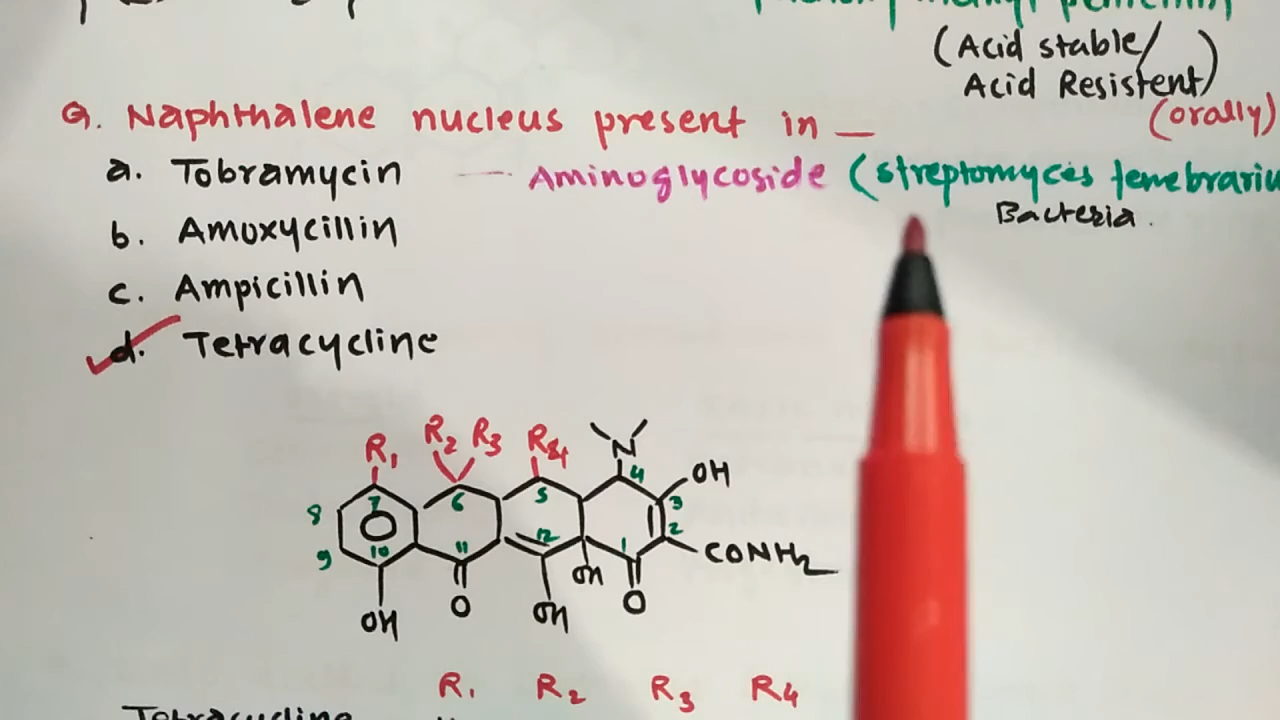 (Acid stable/
Acid Resistent)
(orally)
Q. Naphthalene nucleus present in _
a. Tobramycin — Aminoglycoside (streptomyces
Bacteria.
b. Amoxycillin
c. Ampicillin
d. Tetracycline
R1 R2 R3 R4 N
7 6 5 4 OH
8 3
9 10 11 12 1 2 CONH2
OH O OH OH O
R1 R2 R3 R4
Tetracycline